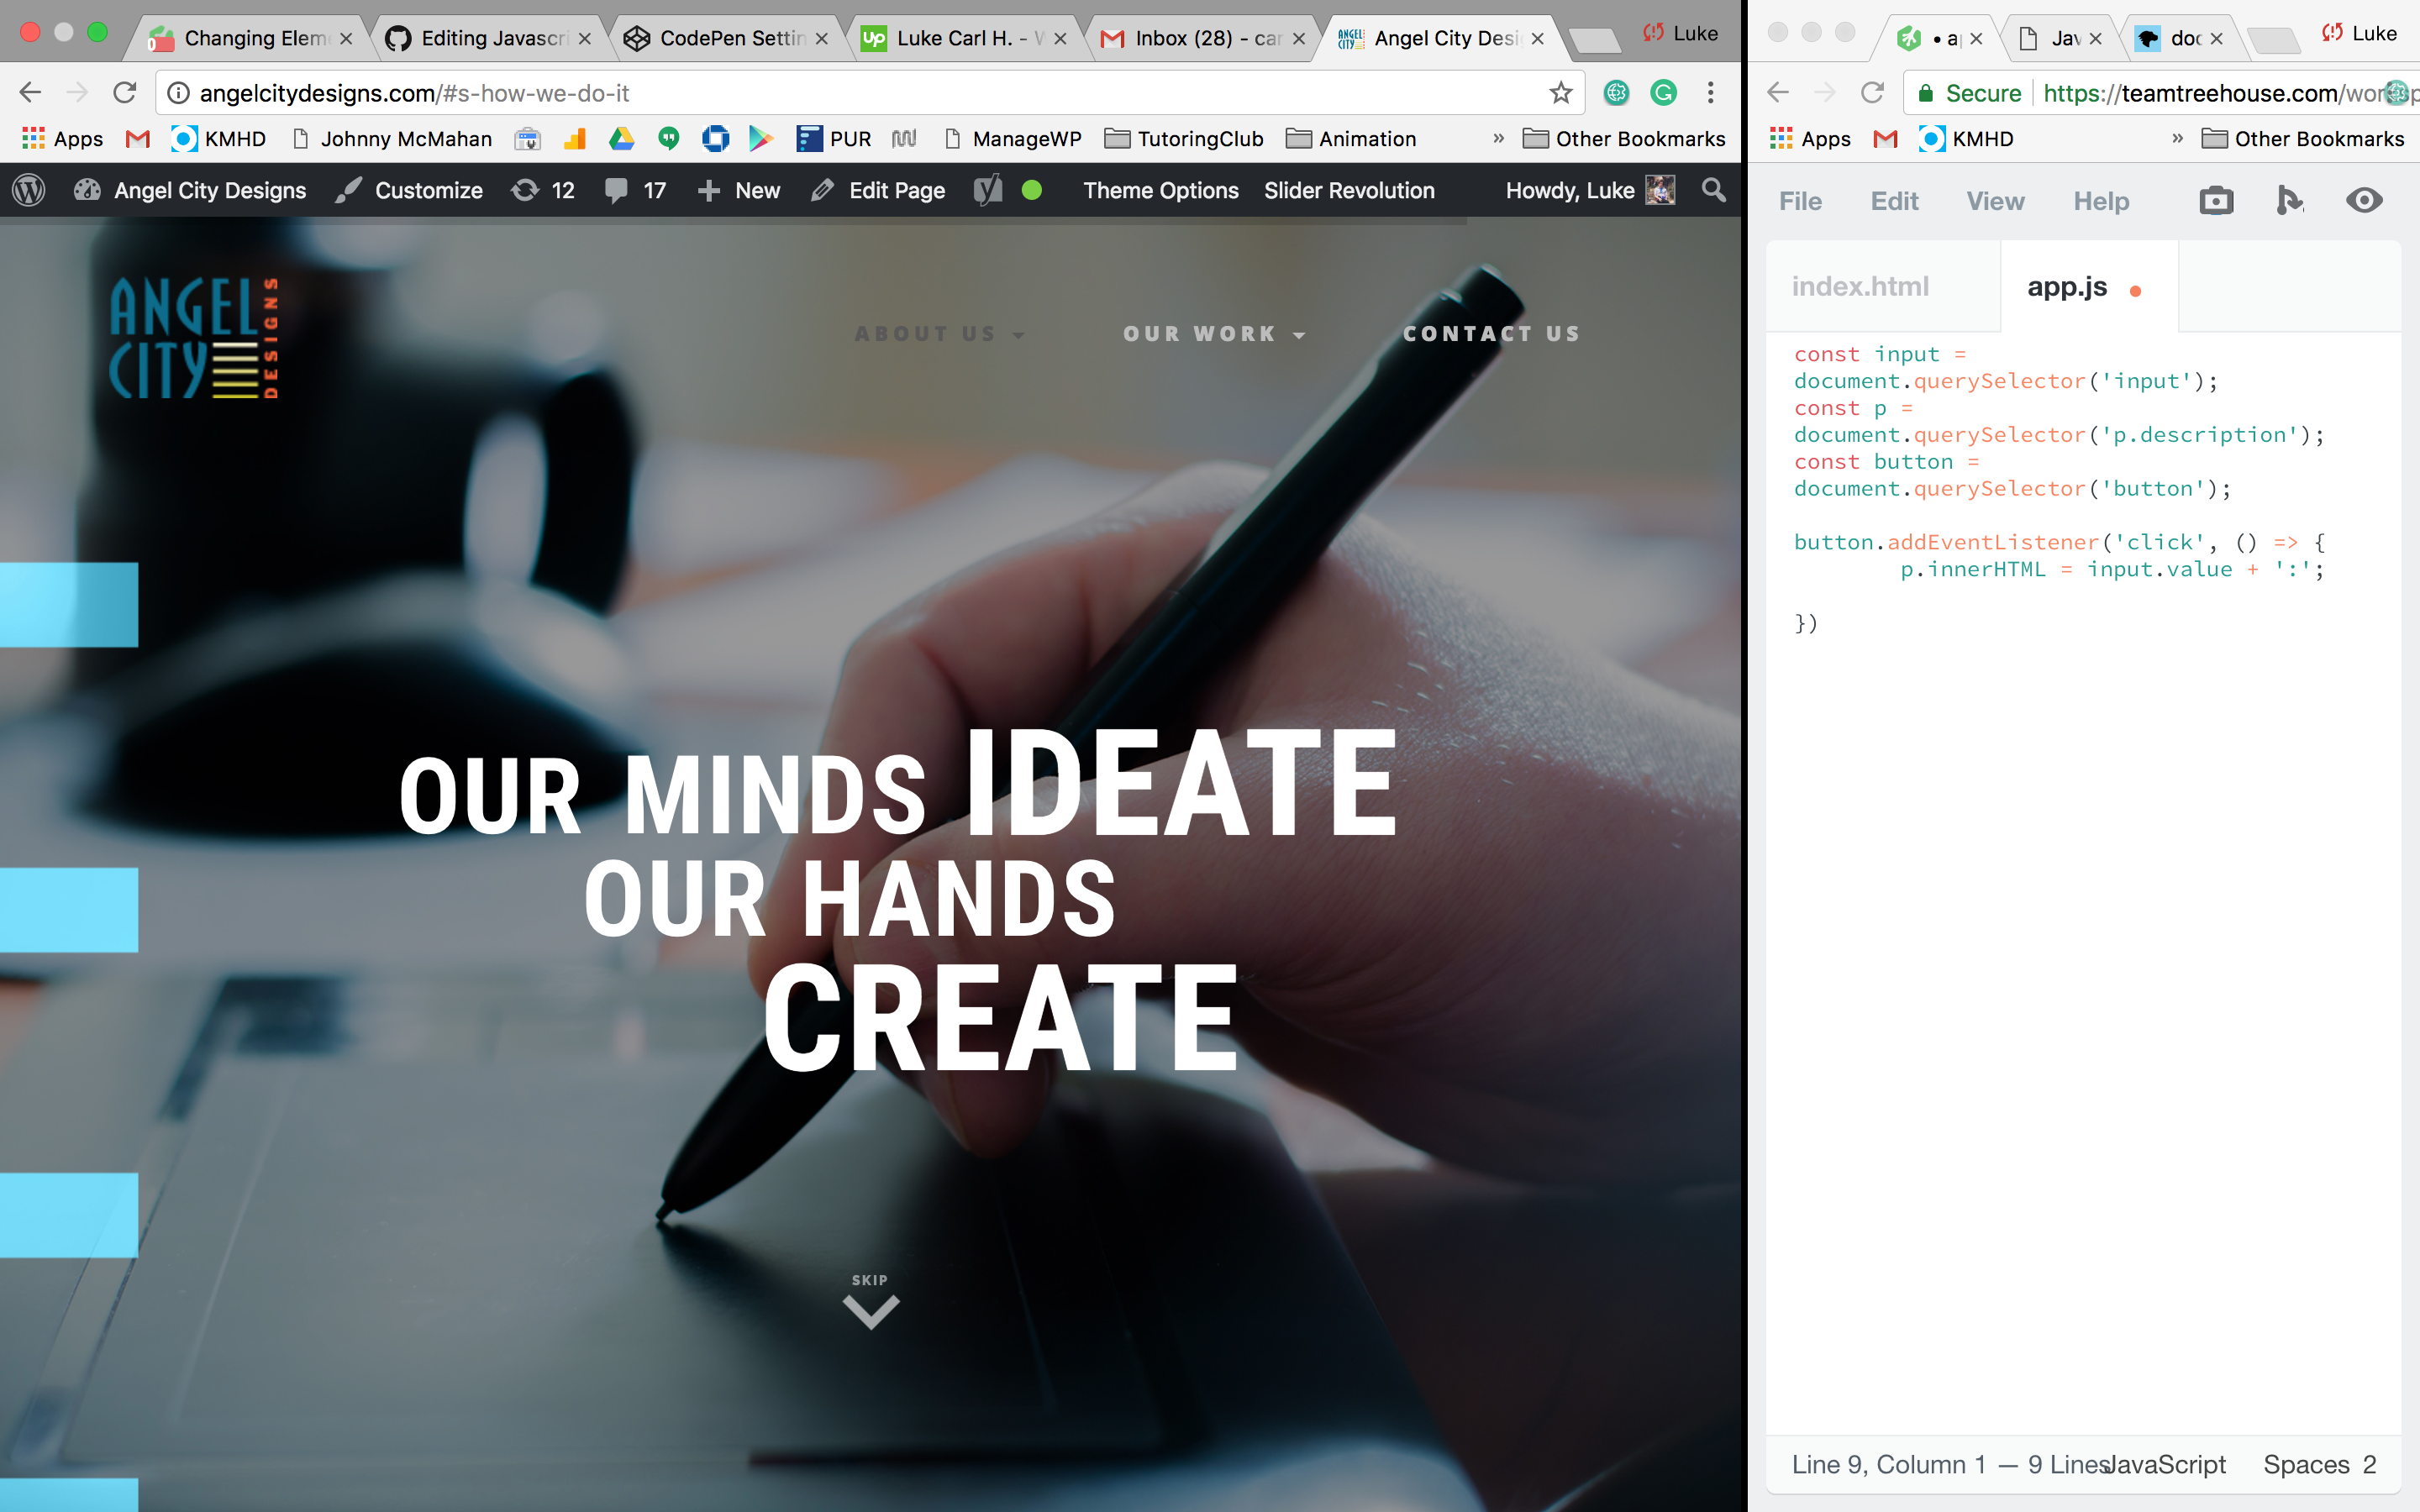 Changing Elem
Editing Javascri
CodePen Settin
Luke Carl H. - W
Inbox (28) - car
Angel City Desi
Luke
angelcitydesigns.com/#s-how-we-do-it
Apps KMHD Johnny McMahan PUR ManageWP TutoringClub Animation » Other Bookmarks
Angel City Designs Customize 12 17 New Edit Page Theme Options Slider Revolution Howdy, Luke
ANGEL
CITY
DESIGNS
ABOUT US OUR WORK CONTACT US
OUR MINDS IDEATE
OUR HANDS
CREATE
SKIP
• a Jav doc Luke
Secure https://teamtreehouse.com/
Apps KMHD » Other Bookmarks
File Edit View Help
index.html app.js
const input =
document.querySelector('input');
const p =
document.querySelector('p.description');
const button =
document.querySelector('button');
button.addEventListener('click', () => {
p.innerHTML = input.value + ':';
})
Line 9, Column 1 — 9 Lines JavaScript Spaces 2